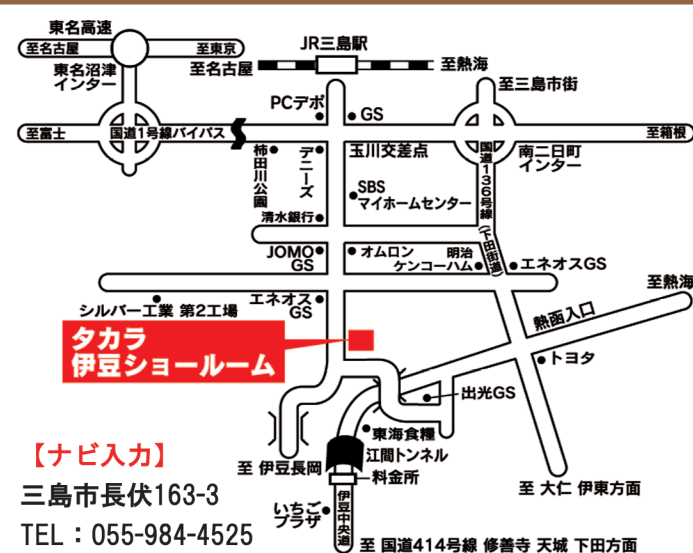 東名高速
至名古屋
至東京
東名沼津
インター
JR三島駅
至名古屋
至熱海
至三島市街
PCデポ
GS
至富士
国道1号線バイパス
至箱根
柿田川公園
デニーズ
玉川交差点
国道136号線(下田街道)
南二日町
インター
SBS
マイホームセンター
清水銀行
JOMO
GS
オムロン
明治
ケンコーハム
エネオスGS
至熱海
シルバー工業 第2工場
エネオス
GS
熱函入口
タカラ
伊豆ショールーム
トヨタ
出光GS
東海食糧
江間トンネル
料金所
至 伊豆長岡
いちご
プラザ
伊豆中央道
至 大仁 伊東方面
至 国道414号線 修善寺 天城 下田方面
【ナビ入力】
三島市長伏163-3
TEL：055-984-4525